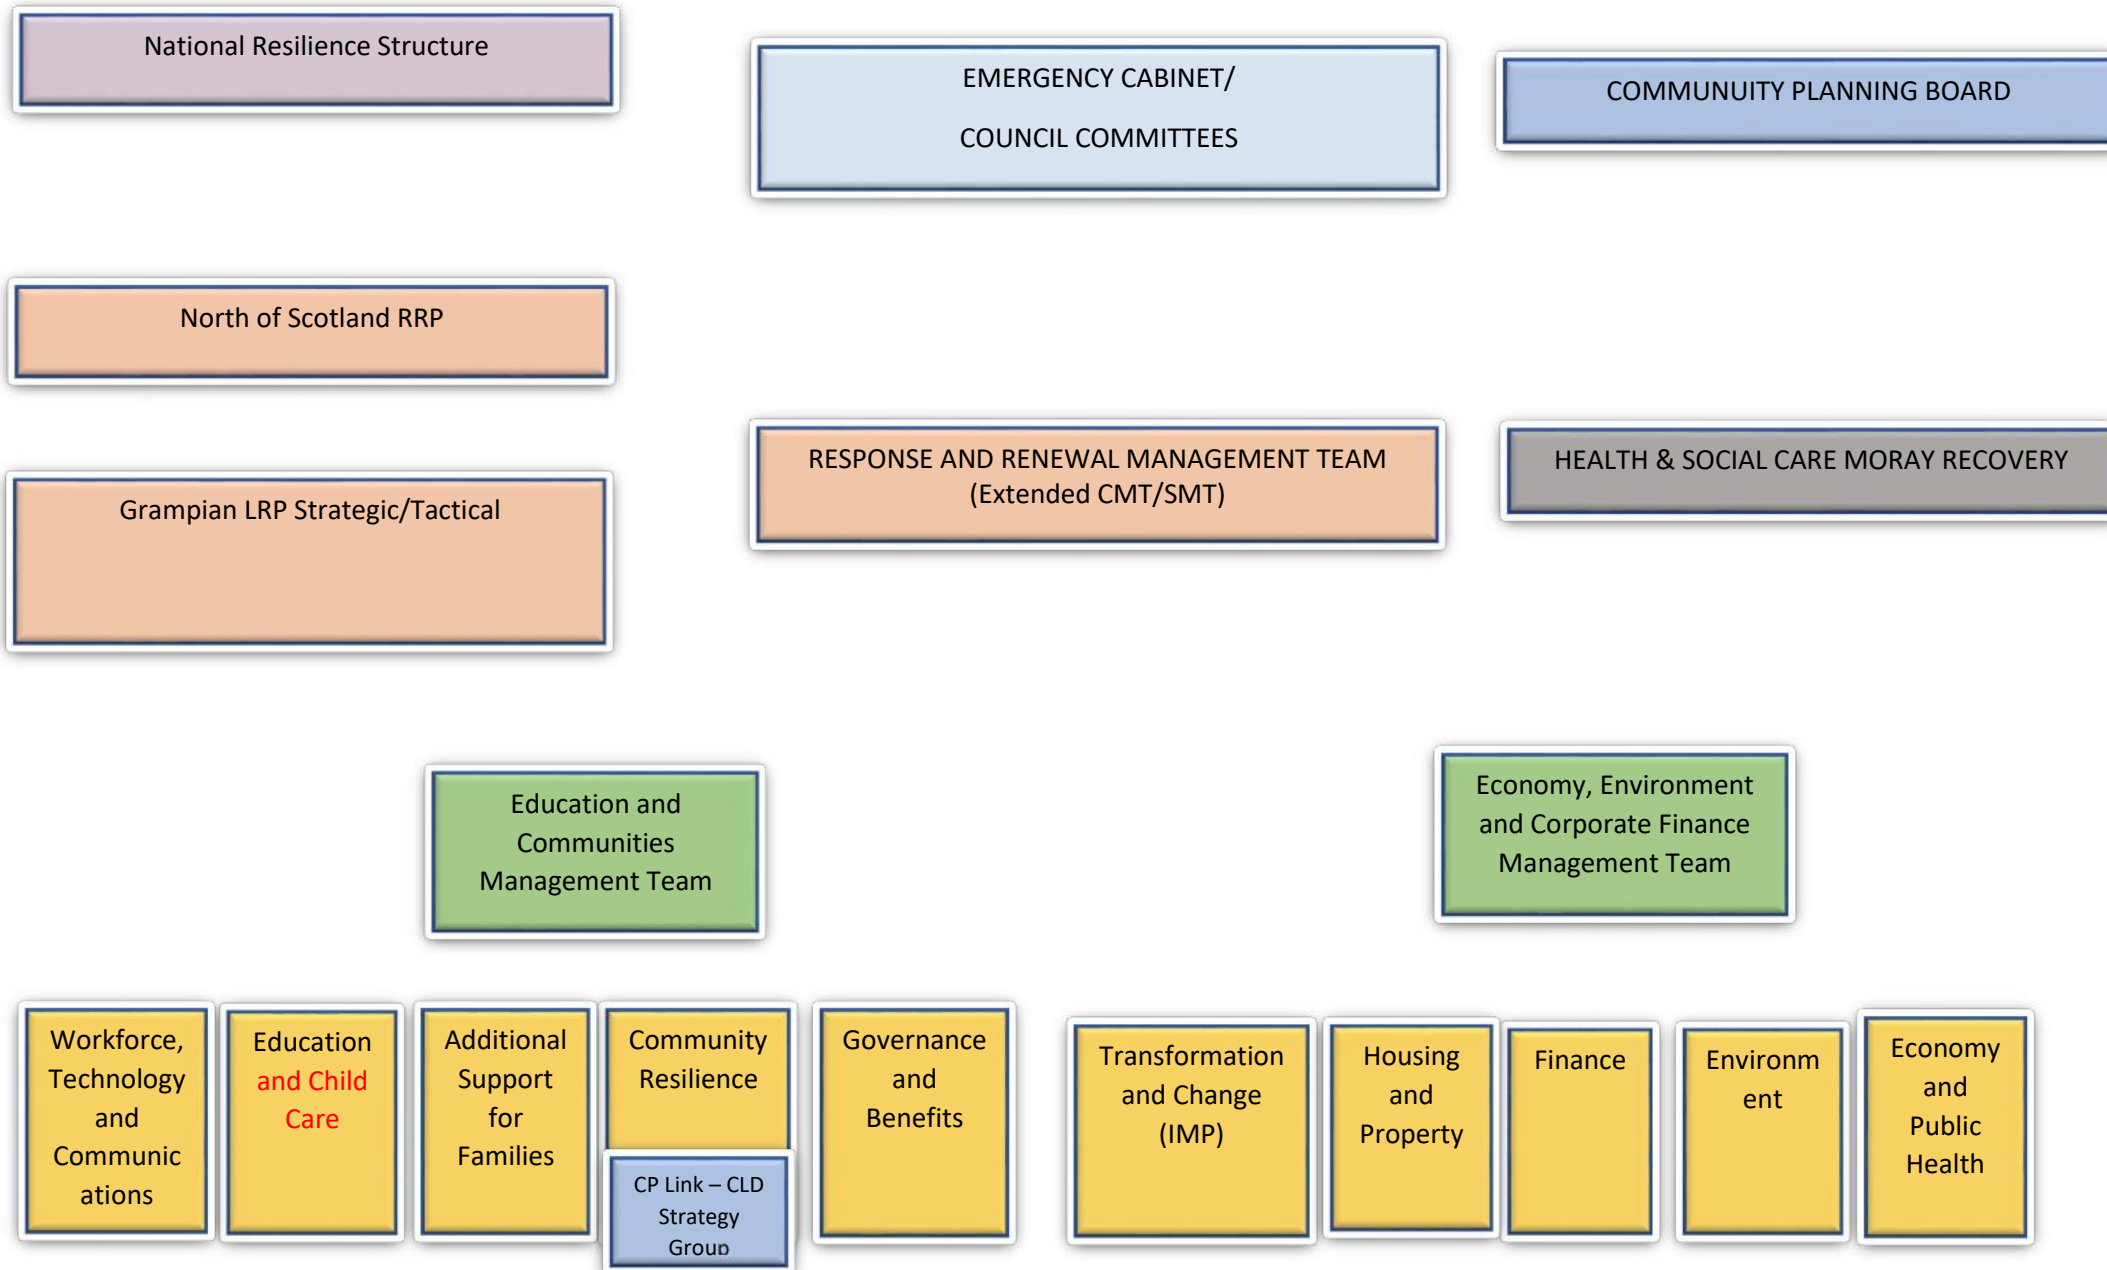 National Resilience Structure
EMERGENCY CABINET/
COUNCIL COMMITTEES
COMMUNUITY PLANNING BOARD
North of Scotland RRP
RESPONSE AND RENEWAL MANAGEMENT TEAM
(Extended CMT/SMT)
HEALTH & SOCIAL CARE MORAY RECOVERY
Grampian LRP Strategic/Tactical
Education and
Communities
Management Team
Economy, Environment
and Corporate Finance
Management Team
Workforce,
Technology
and
Communic
ations
Education
and Child
Care
Additional
Support
for
Families
Community
Resilience
CP Link – CLD
Strategy
Group
Governance
and
Benefits
Transformation
and Change
(IMP)
Housing
and
Property
Finance
Environm
ent
Economy
and
Public
Health